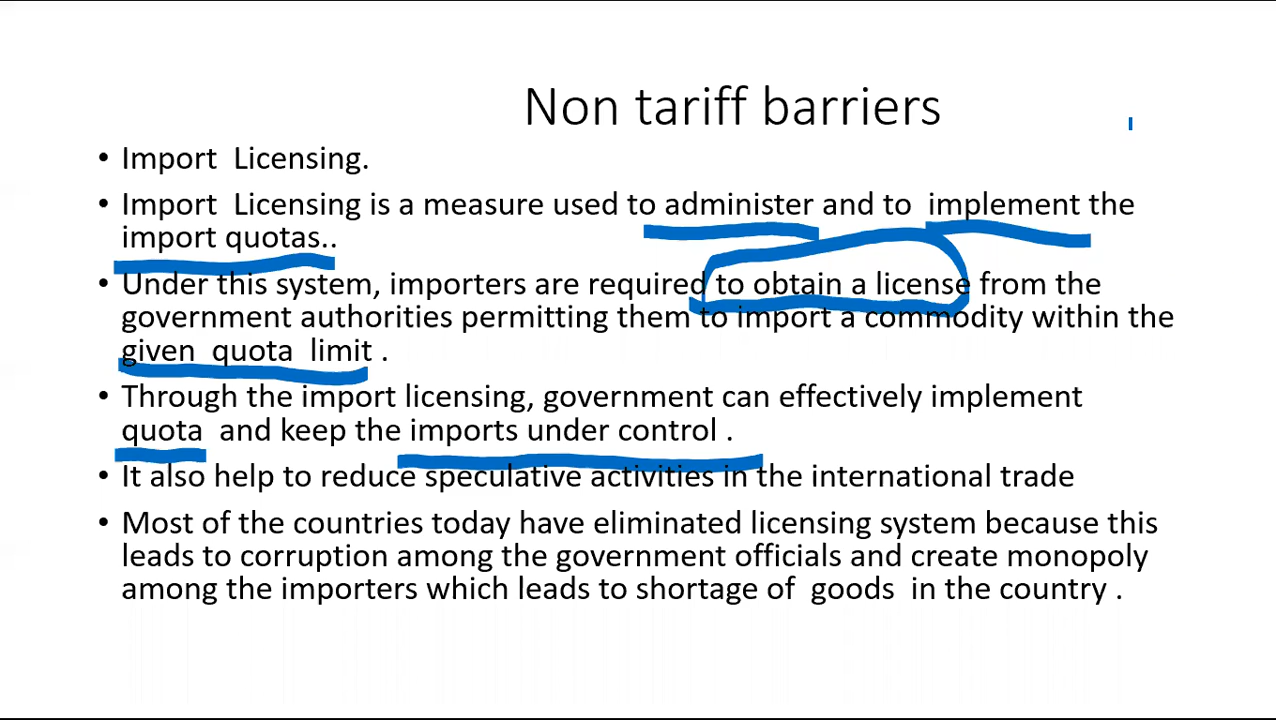 Non tariff barriers
• Import Licensing.
• Import Licensing is a measure used to administer and to implement the
import quotas..
• Under this system, importers are required to obtain a license from the
government authorities permitting them to import a commodity within the
given quota limit .
• Through the import licensing, government can effectively implement
quota and keep the imports under control .
• It also help to reduce speculative activities in the international trade
• Most of the countries today have eliminated licensing system because this
leads to corruption among the government officials and create monopoly
among the importers which leads to shortage of goods in the country .